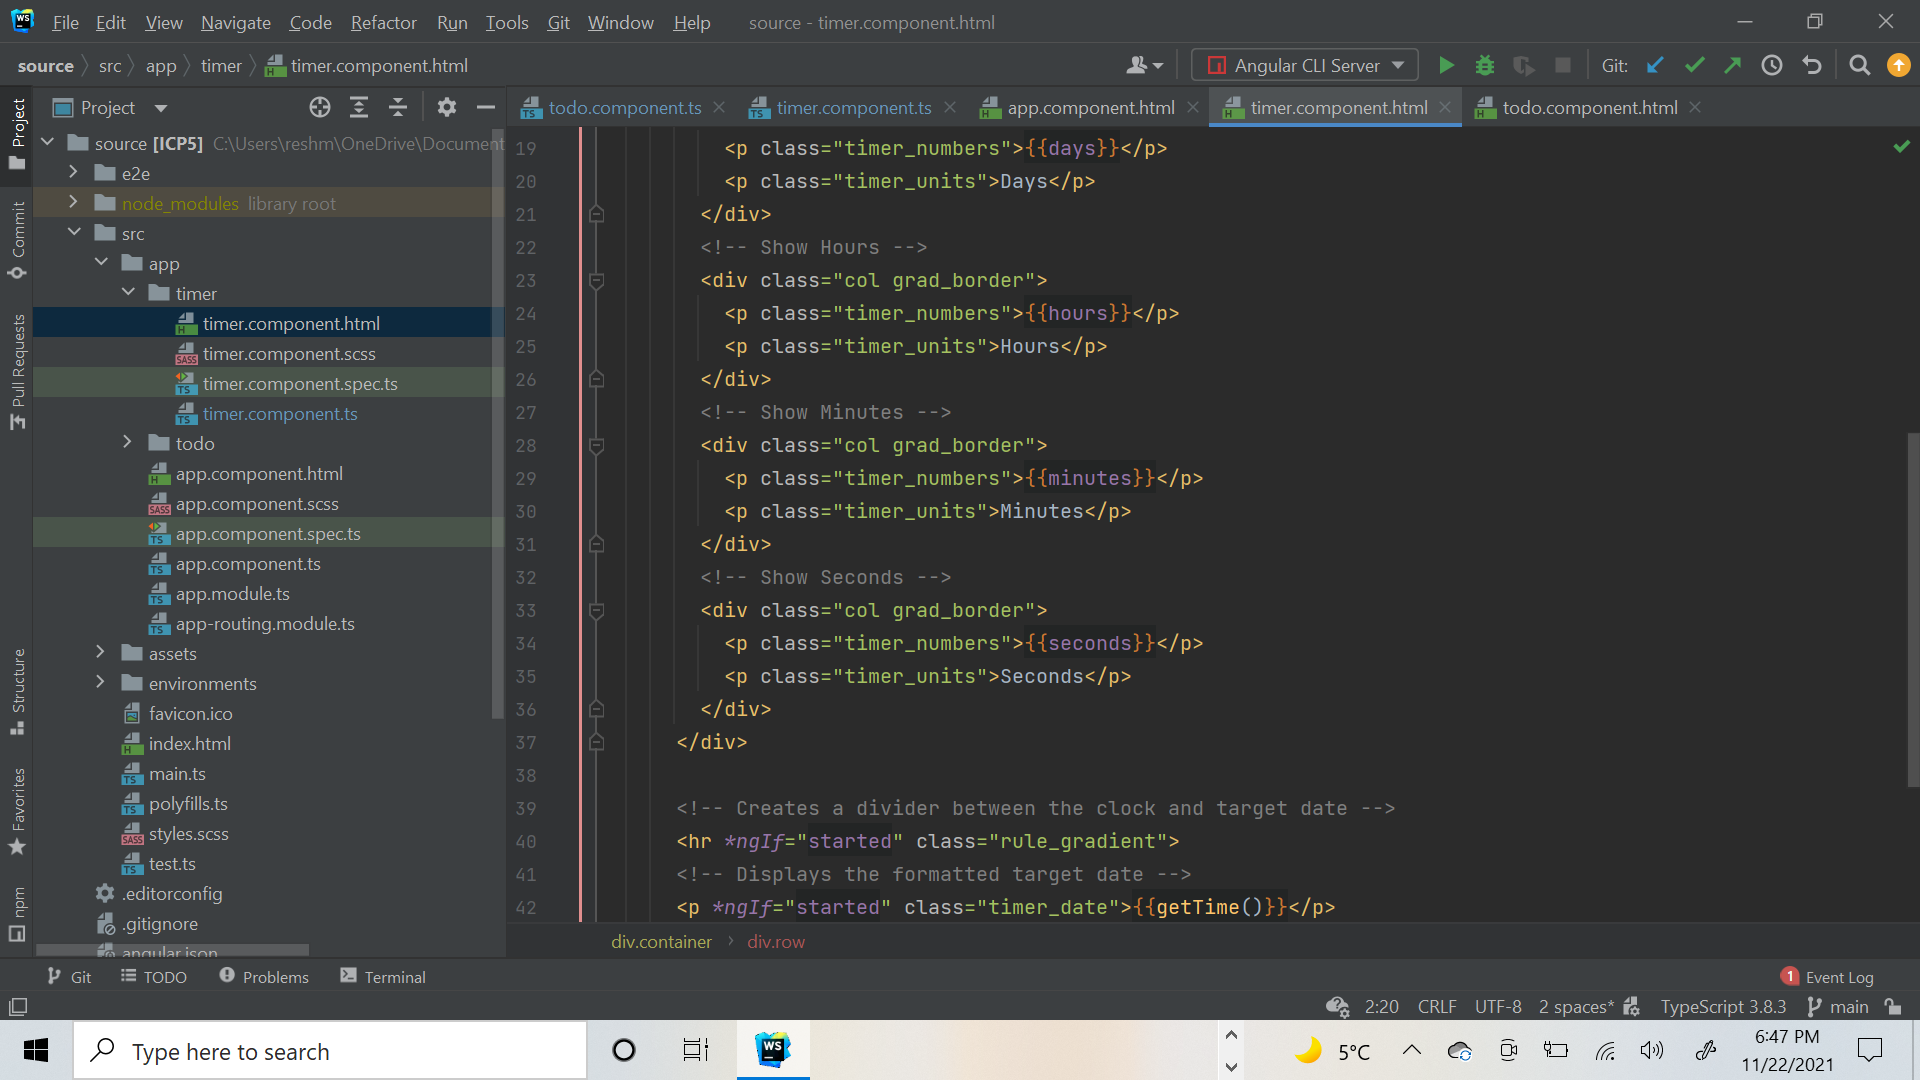 WS File Edit View Navigate Code Refactor Run Tools Git Window Help source - timer.component.html
source src app timer timer.component.html Angular CLI Server Git:
Project
todo.component.ts timer.component.ts app.component.html timer.component.html todo.component.html
Project
Commit
Pull Requests
Structure
Favorites
npm
source [ICP5] C:\Users\reshm\OneDrive\Document
e2e
node_modules library root
src
app
timer
timer.component.html
timer.component.scss
timer.component.spec.ts
timer.component.ts
todo
app.component.html
app.component.scss
app.component.spec.ts
app.component.ts
app.module.ts
app-routing.module.ts
assets
environments
favicon.ico
index.html
main.ts
polyfills.ts
styles.scss
test.ts
.editorconfig
.gitignore
angular.json
19 <p class="timer_numbers">{{days}}</p>
20 <p class="timer_units">Days</p>
21 </div>
22 <!-- Show Hours -->
23 <div class="col grad_border">
24 <p class="timer_numbers">{{hours}}</p>
25 <p class="timer_units">Hours</p>
26 </div>
27 <!-- Show Minutes -->
28 <div class="col grad_border">
29 <p class="timer_numbers">{{minutes}}</p>
30 <p class="timer_units">Minutes</p>
31 </div>
32 <!-- Show Seconds -->
33 <div class="col grad_border">
34 <p class="timer_numbers">{{seconds}}</p>
35 <p class="timer_units">Seconds</p>
36 </div>
37 </div>
38
39 <!-- Creates a divider between the clock and target date -->
40 <hr *ngIf="started" class="rule_gradient">
41 <!-- Displays the formatted target date -->
42 <p *ngIf="started" class="timer_date">{{getTime()}}</p>
div.container › div.row
Git TODO Problems Terminal 1 Event Log
2:20 CRLF UTF-8 2 spaces* TypeScript 3.8.3 main
Type here to search WS 5°C 6:47 PM
11/22/2021